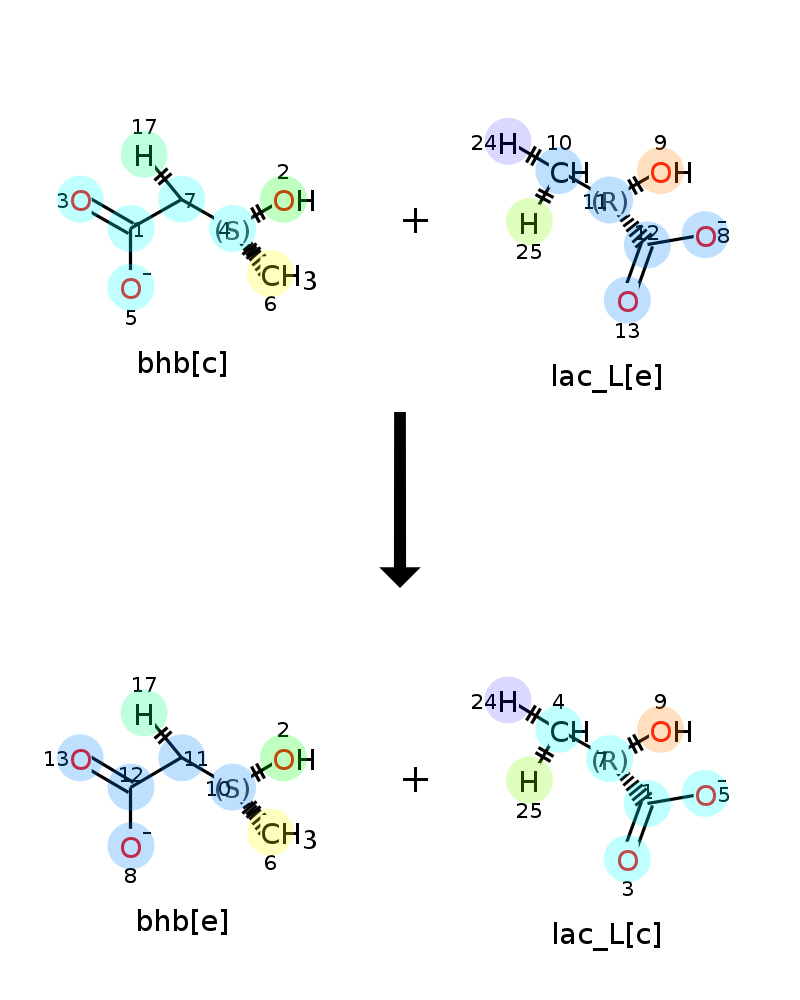 17 24 10 9
H H CH OH
2
3 O 7 OH 11 (R)
1 4 (S) + H 12 O⁻ 8
O⁻ CH3 25
5 6 O
13
bhb[c] lac_L[e]
17 24 4 9
H H CH OH
2
13 O 11 OH 7 (R)
12 10 (S) + H 1 O⁻ 5
O⁻ CH3 25
8 6 O
3
bhb[e] lac_L[c]